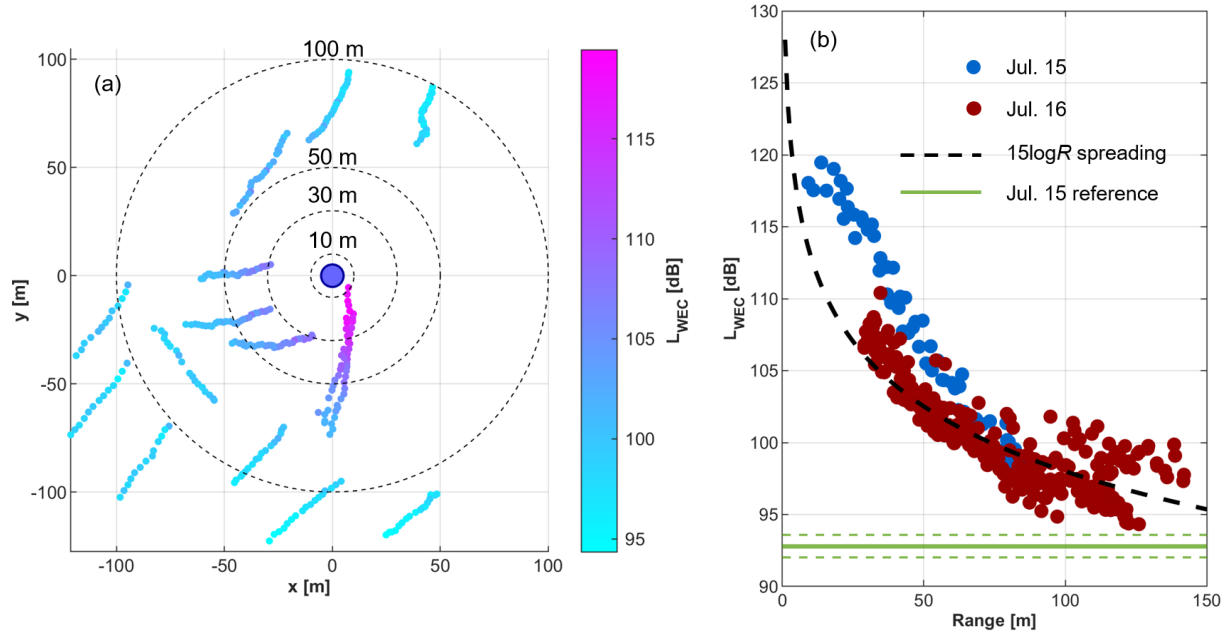 (a)
100 m
50 m
30 m
10 m
100
50
0
-50
-100
y [m]
-100
-50
0
50
100
x [m]
115
110
105
100
95
L_WEC [dB]
(b)
Jul. 15
Jul. 16
15logR spreading
Jul. 15 reference
130
125
120
115
110
105
100
95
90
L_WEC [dB]
0
50
100
150
Range [m]